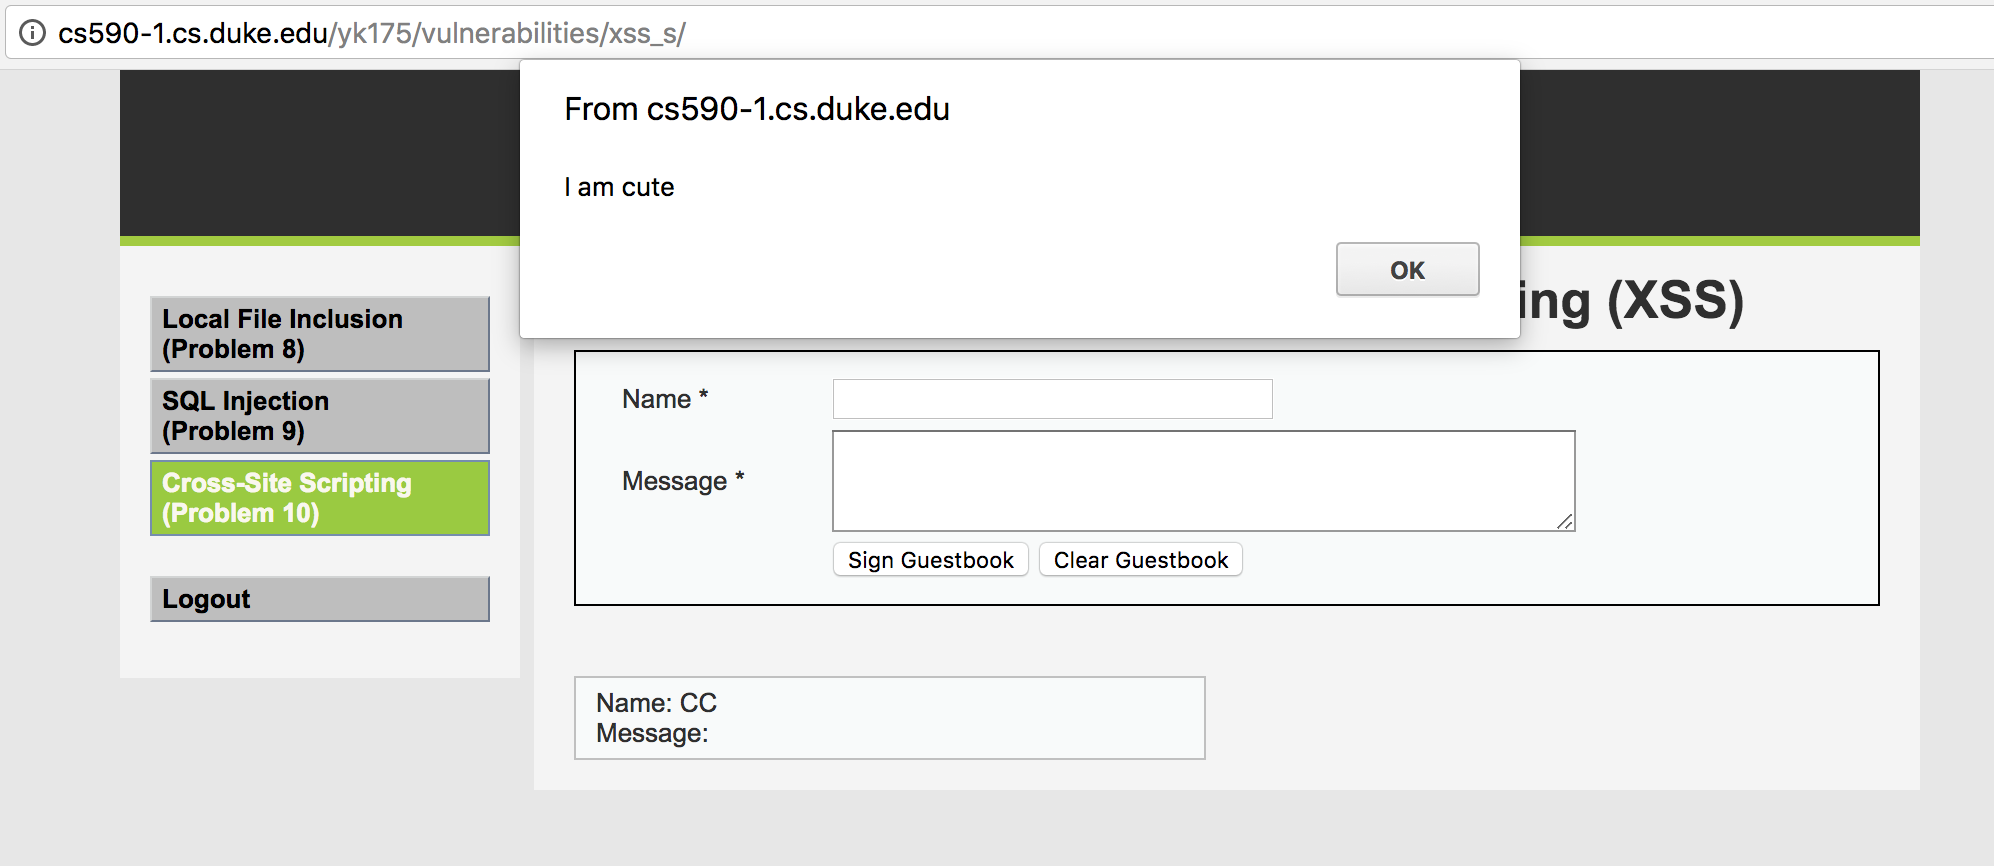 cs590-1.cs.duke.edu/yk175/vulnerabilities/xss_s/
From cs590-1.cs.duke.edu
I am cute
OK
ing (XSS)
Local File Inclusion
(Problem 8)
SQL Injection
(Problem 9)
Cross-Site Scripting
(Problem 10)
Logout
Name *
Message *
Sign Guestbook Clear Guestbook
Name: CC
Message: